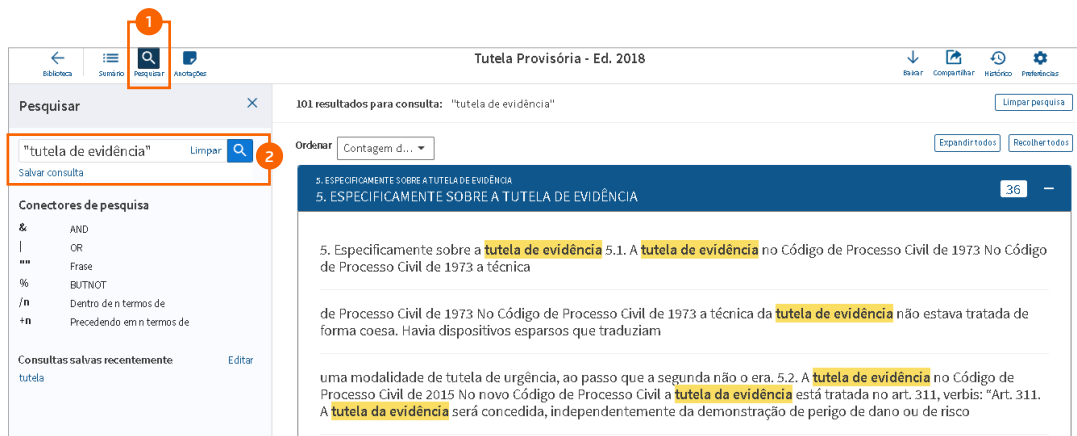 1
Biblioteca
Sumário
Pesquisar
Anotações
Tutela Provisória - Ed. 2018
Baixar
Compartilhar
Histórico
Preferências
Pesquisar
"tutela de evidência" Limpar
2
Salvar consulta
Conectores de pesquisa
& AND
| OR
"" Frase
% BUTNOT
/n Dentro de n termos de
+n Precedendo em n termos de
Consultas salvas recentemente Editar
tutela
101 resultados para consulta: "tutela de evidência" Limpar pesquisa
Ordenar Contagem d... Expandir todos Recolher todos
5. ESPECIFICAMENTE SOBRE A TUTELA DE EVIDÊNCIA
5. ESPECIFICAMENTE SOBRE A TUTELA DE EVIDÊNCIA 36
5. Especificamente sobre a tutela de evidência 5.1. A tutela de evidência no Código de Processo Civil de 1973 No Código
de Processo Civil de 1973 a técnica
de Processo Civil de 1973 No Código de Processo Civil de 1973 a técnica da tutela de evidência não estava tratada de
forma coesa. Havia dispositivos esparsos que traduziam
uma modalidade de tutela de urgência, ao passo que a segunda não o era. 5.2. A tutela de evidência no Código de
Processo Civil de 2015 No novo Código de Processo Civil a tutela da evidência está tratada no art. 311, verbis: “Art. 311.
A tutela da evidência será concedida, independentemente da demonstração de perigo de dano ou de risco